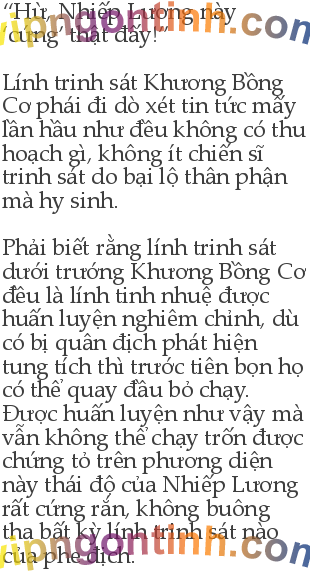 “Hừ, Nhiếp Lương này
“cứng” thật đấy!”
Lính trinh sát Khương Bồng
Cơ phái đi dò xét tin tức mấy
lần hầu như đều không có thu
hoạch gì, không ít chiến sĩ
trinh sát do bại lộ thân phận
mà hy sinh.
Phải biết rằng lính trinh sát
dưới trướng Khương Bồng Cơ
đều là lính tinh nhuệ được
huấn luyện nghiêm chỉnh, dù
có bị quân địch phát hiện
tung tích thì trước tiên bọn họ
có thể quay đầu bỏ chạy.
Được huấn luyện như vậy mà
vẫn không thể chạy trốn được
chứng tỏ trên phương diện
này thái độ của Nhiếp Lương
rất cứng rắn, không buông
tha bất kỳ lính trinh sát nào
của phe địch.
vipngontinh.com
vipngontinh.com